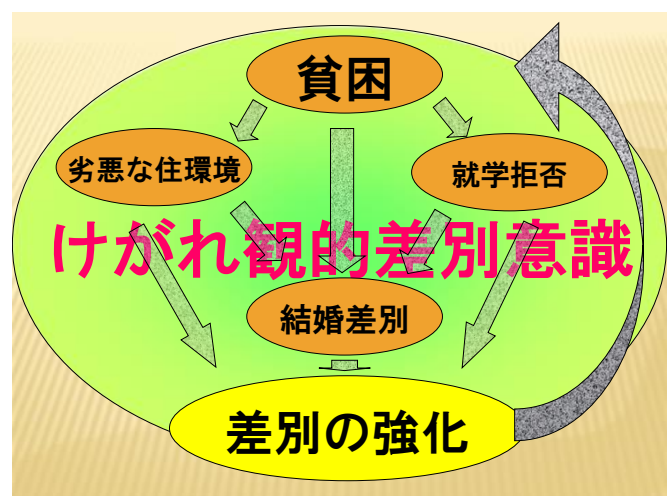 貧困
劣悪な住環境
就学拒否
けがれ観的差別意識
結婚差別
差別の強化